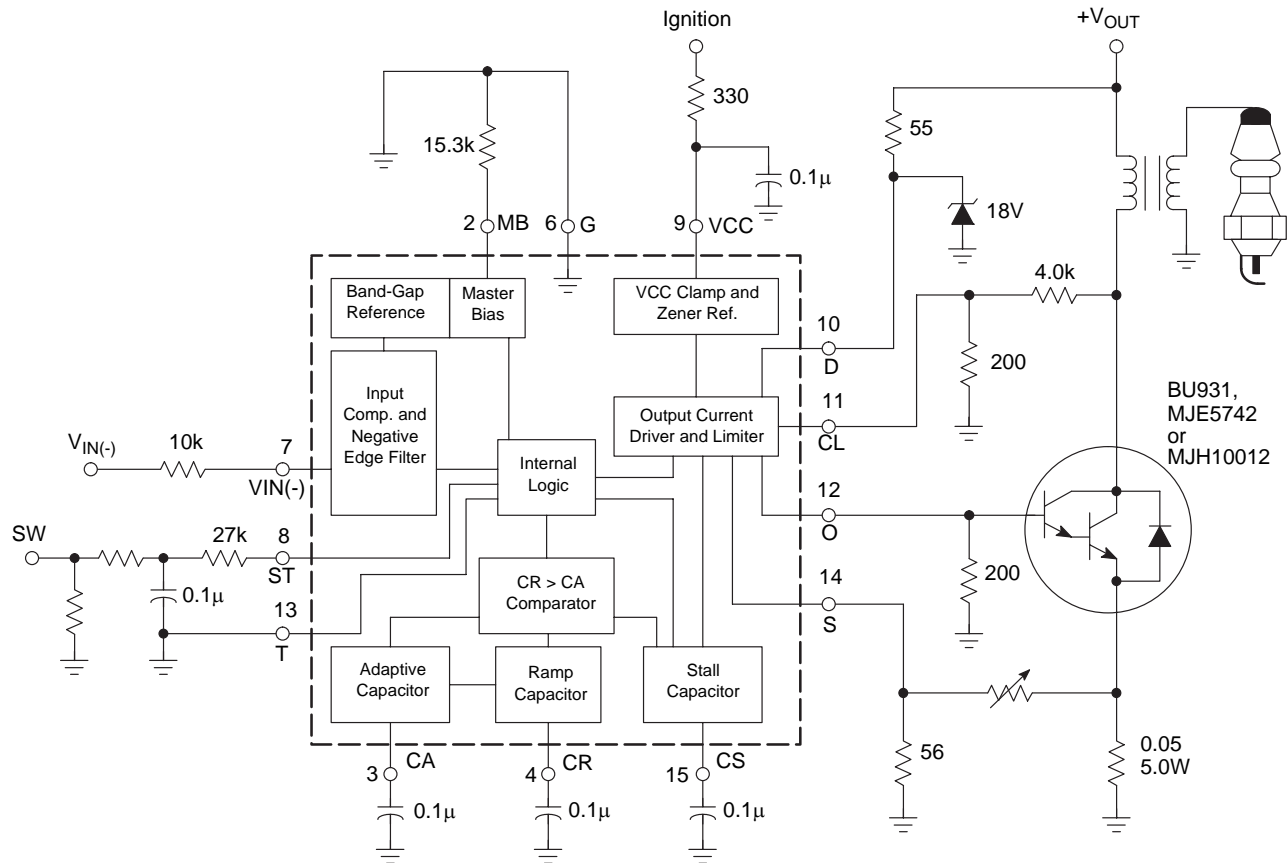 Ignition
+VOUT
330
55
15.3k
0.1μ
18V
2 MB
6 G
9 VCC
4.0k
Band-Gap
Reference
Master
Bias
VCC Clamp and
Zener Ref.
10
D
200
Input
Comp. and
Negative
Edge Filter
Output Current
Driver and Limiter
11
CL
BU931,
MJE5742
or
MJH10012
VIN(-)
10k
7
VIN(-)
Internal
Logic
12
O
SW
27k
8
ST
0.1μ
CR > CA
Comparator
14
S
200
13
T
Adaptive
Capacitor
Ramp
Capacitor
Stall
Capacitor
56
0.05
5.0W
3 CA
4 CR
15 CS
0.1μ
0.1μ
0.1μ